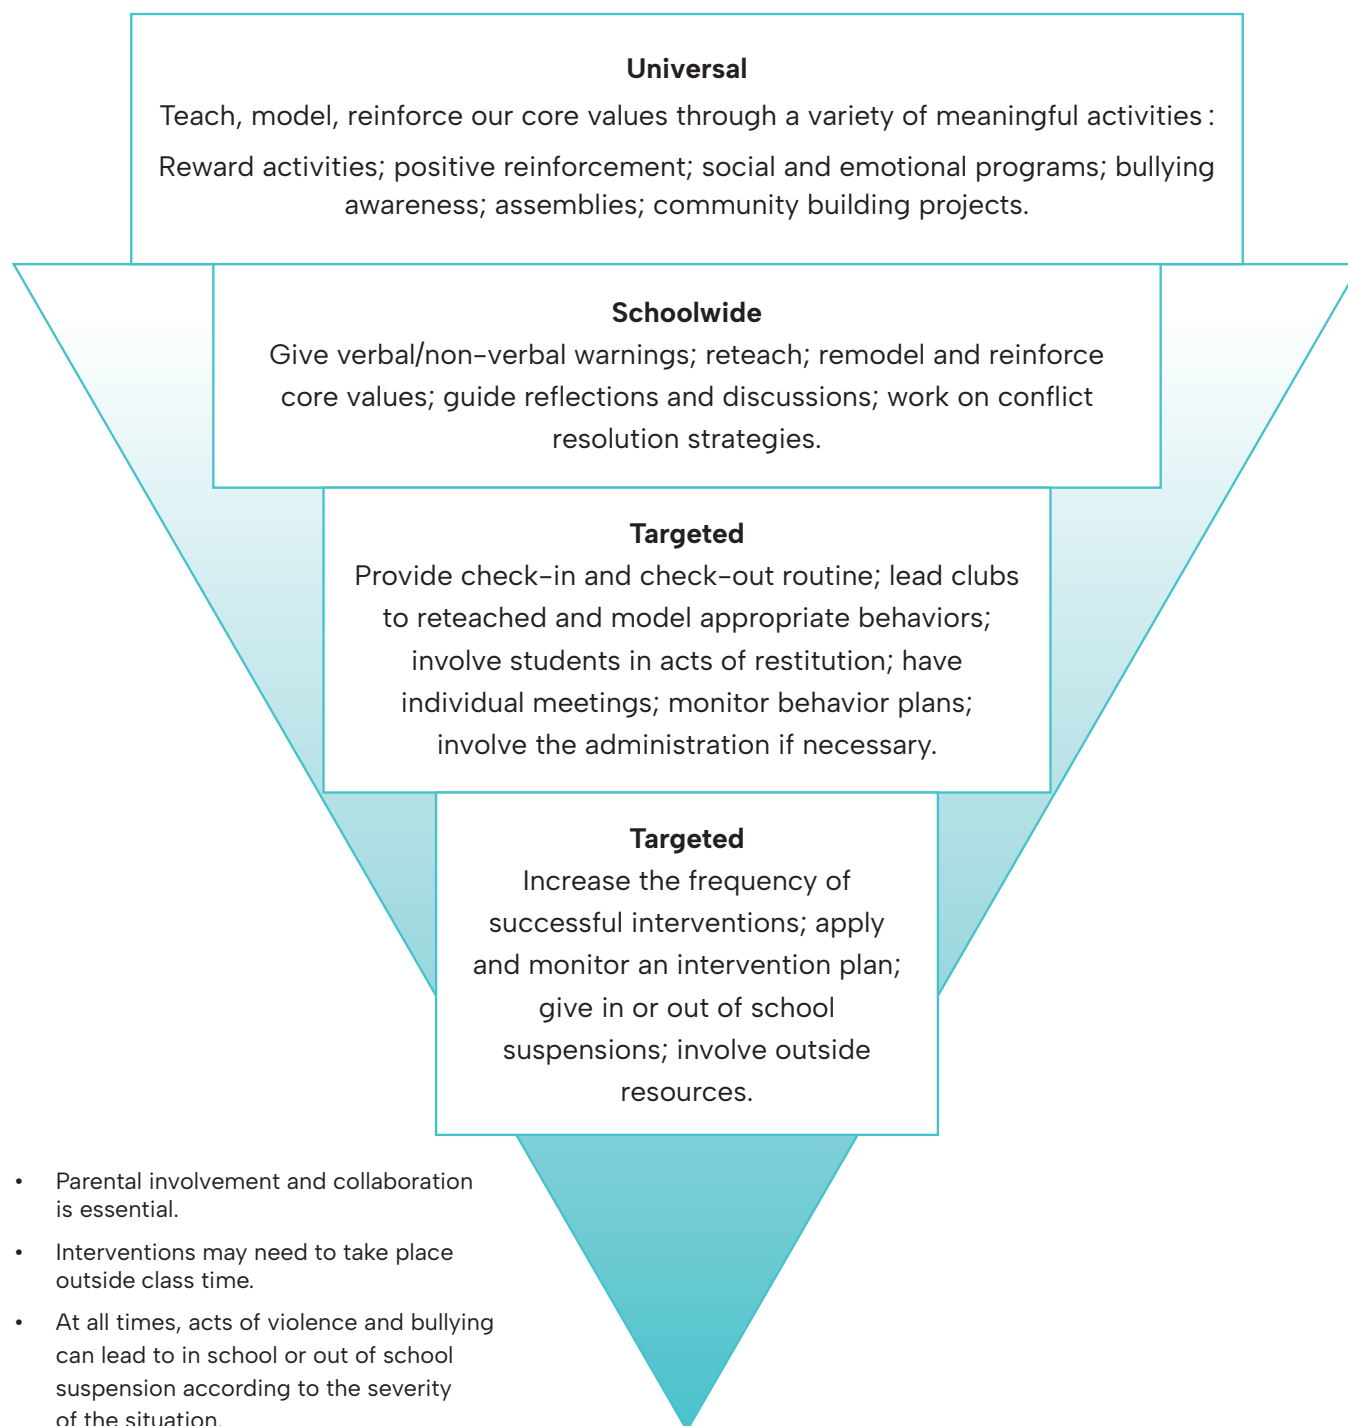 Universal
Teach, model, reinforce our core values through a variety of meaningful activities :
Reward activities; positive reinforcement; social and emotional programs; bullying
awareness; assemblies; community building projects.
Schoolwide
Give verbal/non-verbal warnings; reteach; remodel and reinforce
core values; guide reflections and discussions; work on conflict
resolution strategies.
Targeted
Provide check-in and check-out routine; lead clubs
to reteached and model appropriate behaviors;
involve students in acts of restitution; have
individual meetings; monitor behavior plans;
involve the administration if necessary.
Targeted
Increase the frequency of
successful interventions; apply
and monitor an intervention plan;
give in or out of school
suspensions; involve outside
resources.
• Parental involvement and collaboration
is essential.
• Interventions may need to take place
outside class time.
• At all times, acts of violence and bullying
can lead to in school or out of school
suspension according to the severity
of the situation.